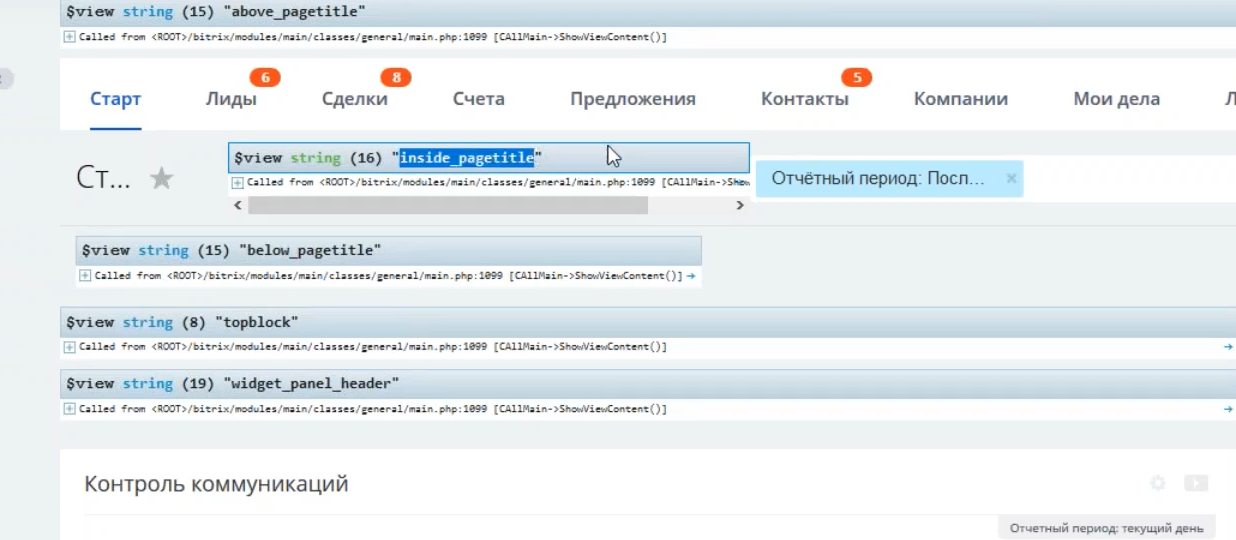 $view string (15) "above_pagetitle"
Called from <ROOT>/bitrix/modules/main/classes/general/main.php:1099 [CAllMain->ShowViewContent()]
6 8 5
Старт Лиды Сделки Счета Предложения Контакты Компании Мои дела
$view string (16) "inside_pagetitle"
Ст...
Called from <ROOT>/bitrix/modules/main/classes/general/main.php:1099 [CAllMain->Show
Отчётный период: Посл... ×
$view string (15) "below_pagetitle"
Called from <ROOT>/bitrix/modules/main/classes/general/main.php:1099 [CAllMain->ShowViewContent()]
$view string (8) "topblock"
Called from <ROOT>/bitrix/modules/main/classes/general/main.php:1099 [CAllMain->ShowViewContent()]
$view string (19) "widget_panel_header"
Called from <ROOT>/bitrix/modules/main/classes/general/main.php:1099 [CAllMain->ShowViewContent()]
Контроль коммуникаций
Отчетный период: текущий день